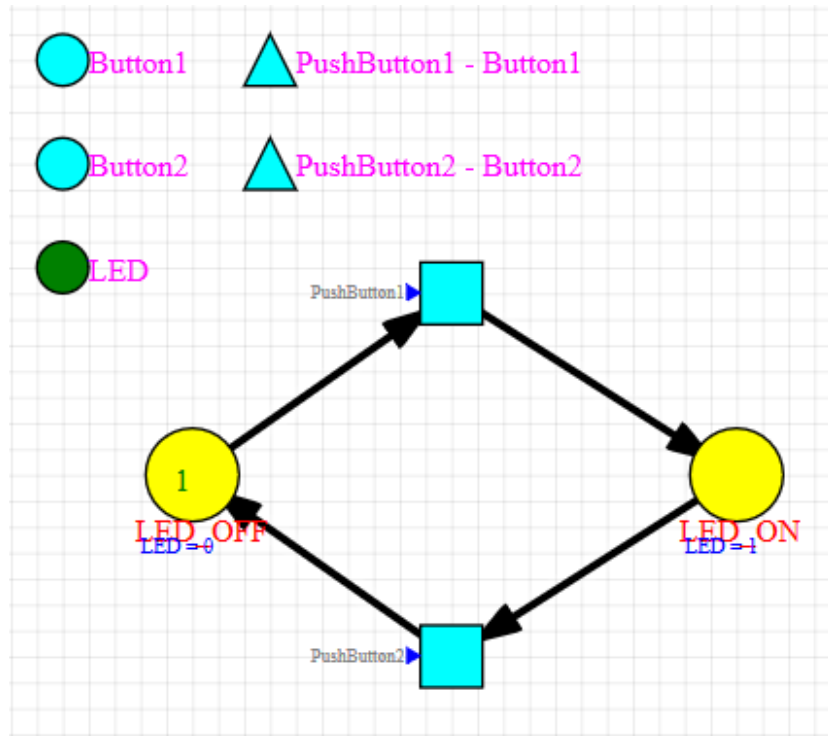 Button1
PushButton1 - Button1
Button2
PushButton2 - Button2
LED
PushButton1
1
LED_OFF
LED = 0
LED_ON
LED = 1
PushButton2